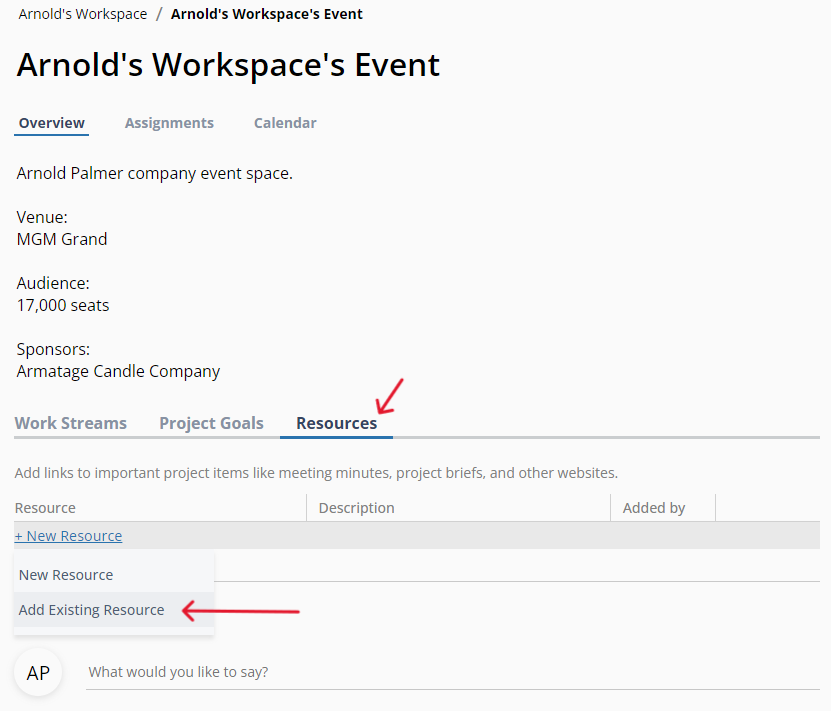 Arnold's Workspace / Arnold's Workspace's Event
Arnold's Workspace's Event
Overview Assignments Calendar
Arnold Palmer company event space.
Venue:
MGM Grand
Audience:
17,000 seats
Sponsors:
Armatage Candle Company
Work Streams Project Goals Resources
Add links to important project items like meeting minutes, project briefs, and other websites.
Resource Description Added by
+ New Resource
New Resource
Add Existing Resource
AP What would you like to say?